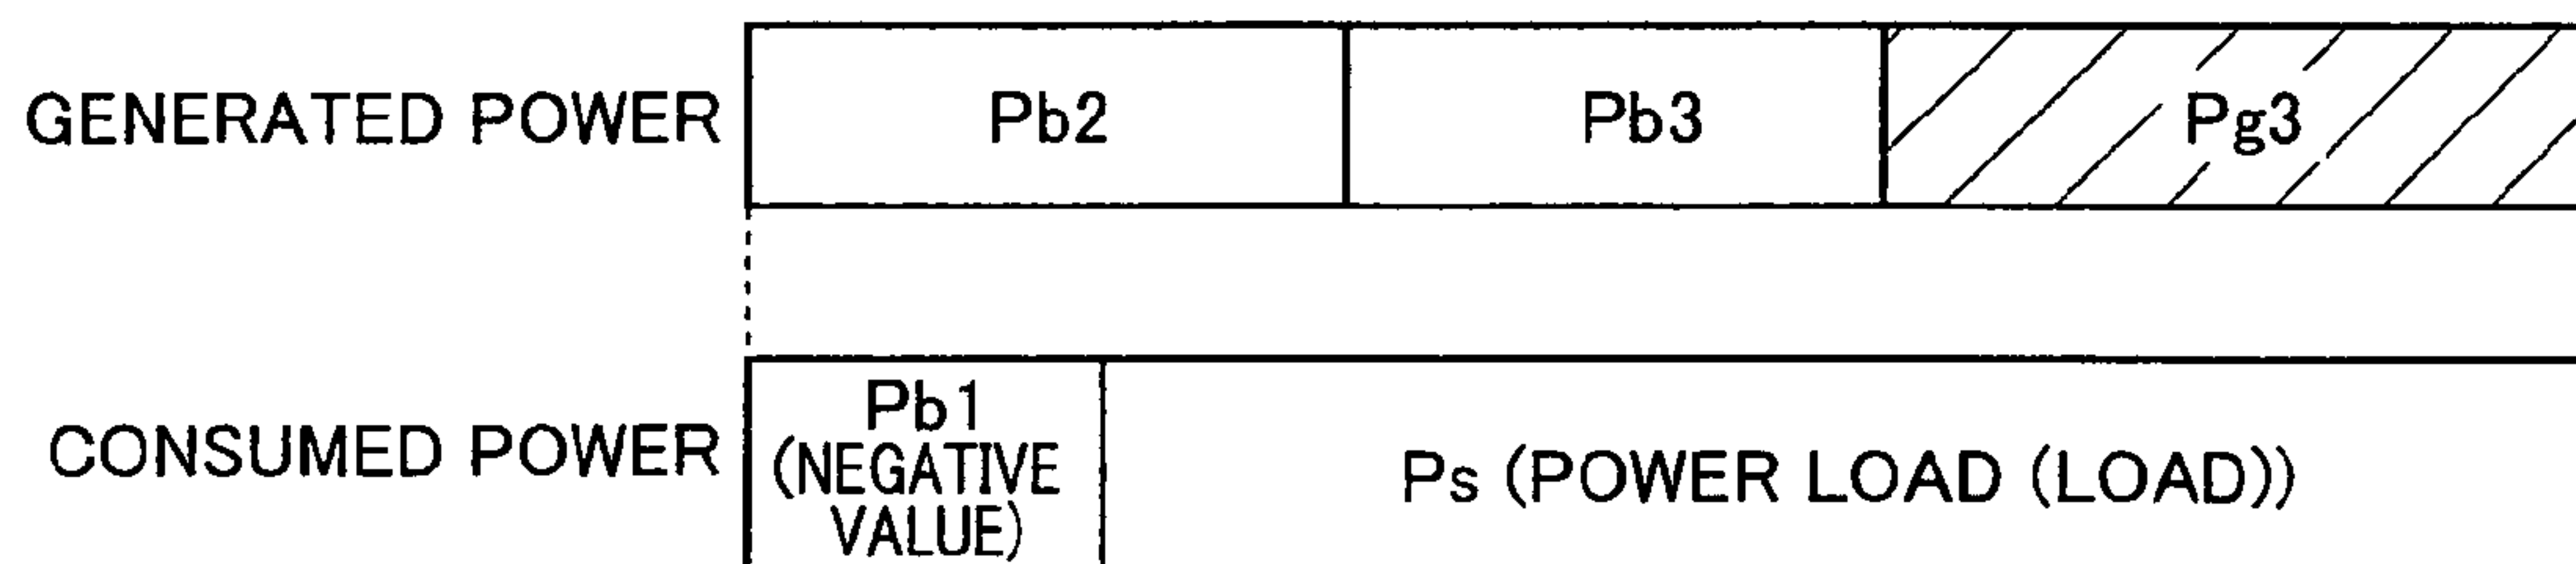 GENERATED POWER Pb2 Pb3 Pg3
CONSUMED POWER Pb1
(NEGATIVE
VALUE) Ps (POWER LOAD (LOAD))